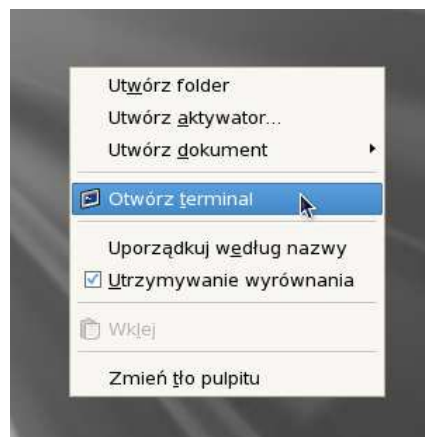 Utwórz folder
Utwórz aktywator...
Utwórz dokument
Otwórz terminal
Uporządkuj według nazwy
Utrzymywanie wyrównania
Wklej
Zmień tło pulpitu